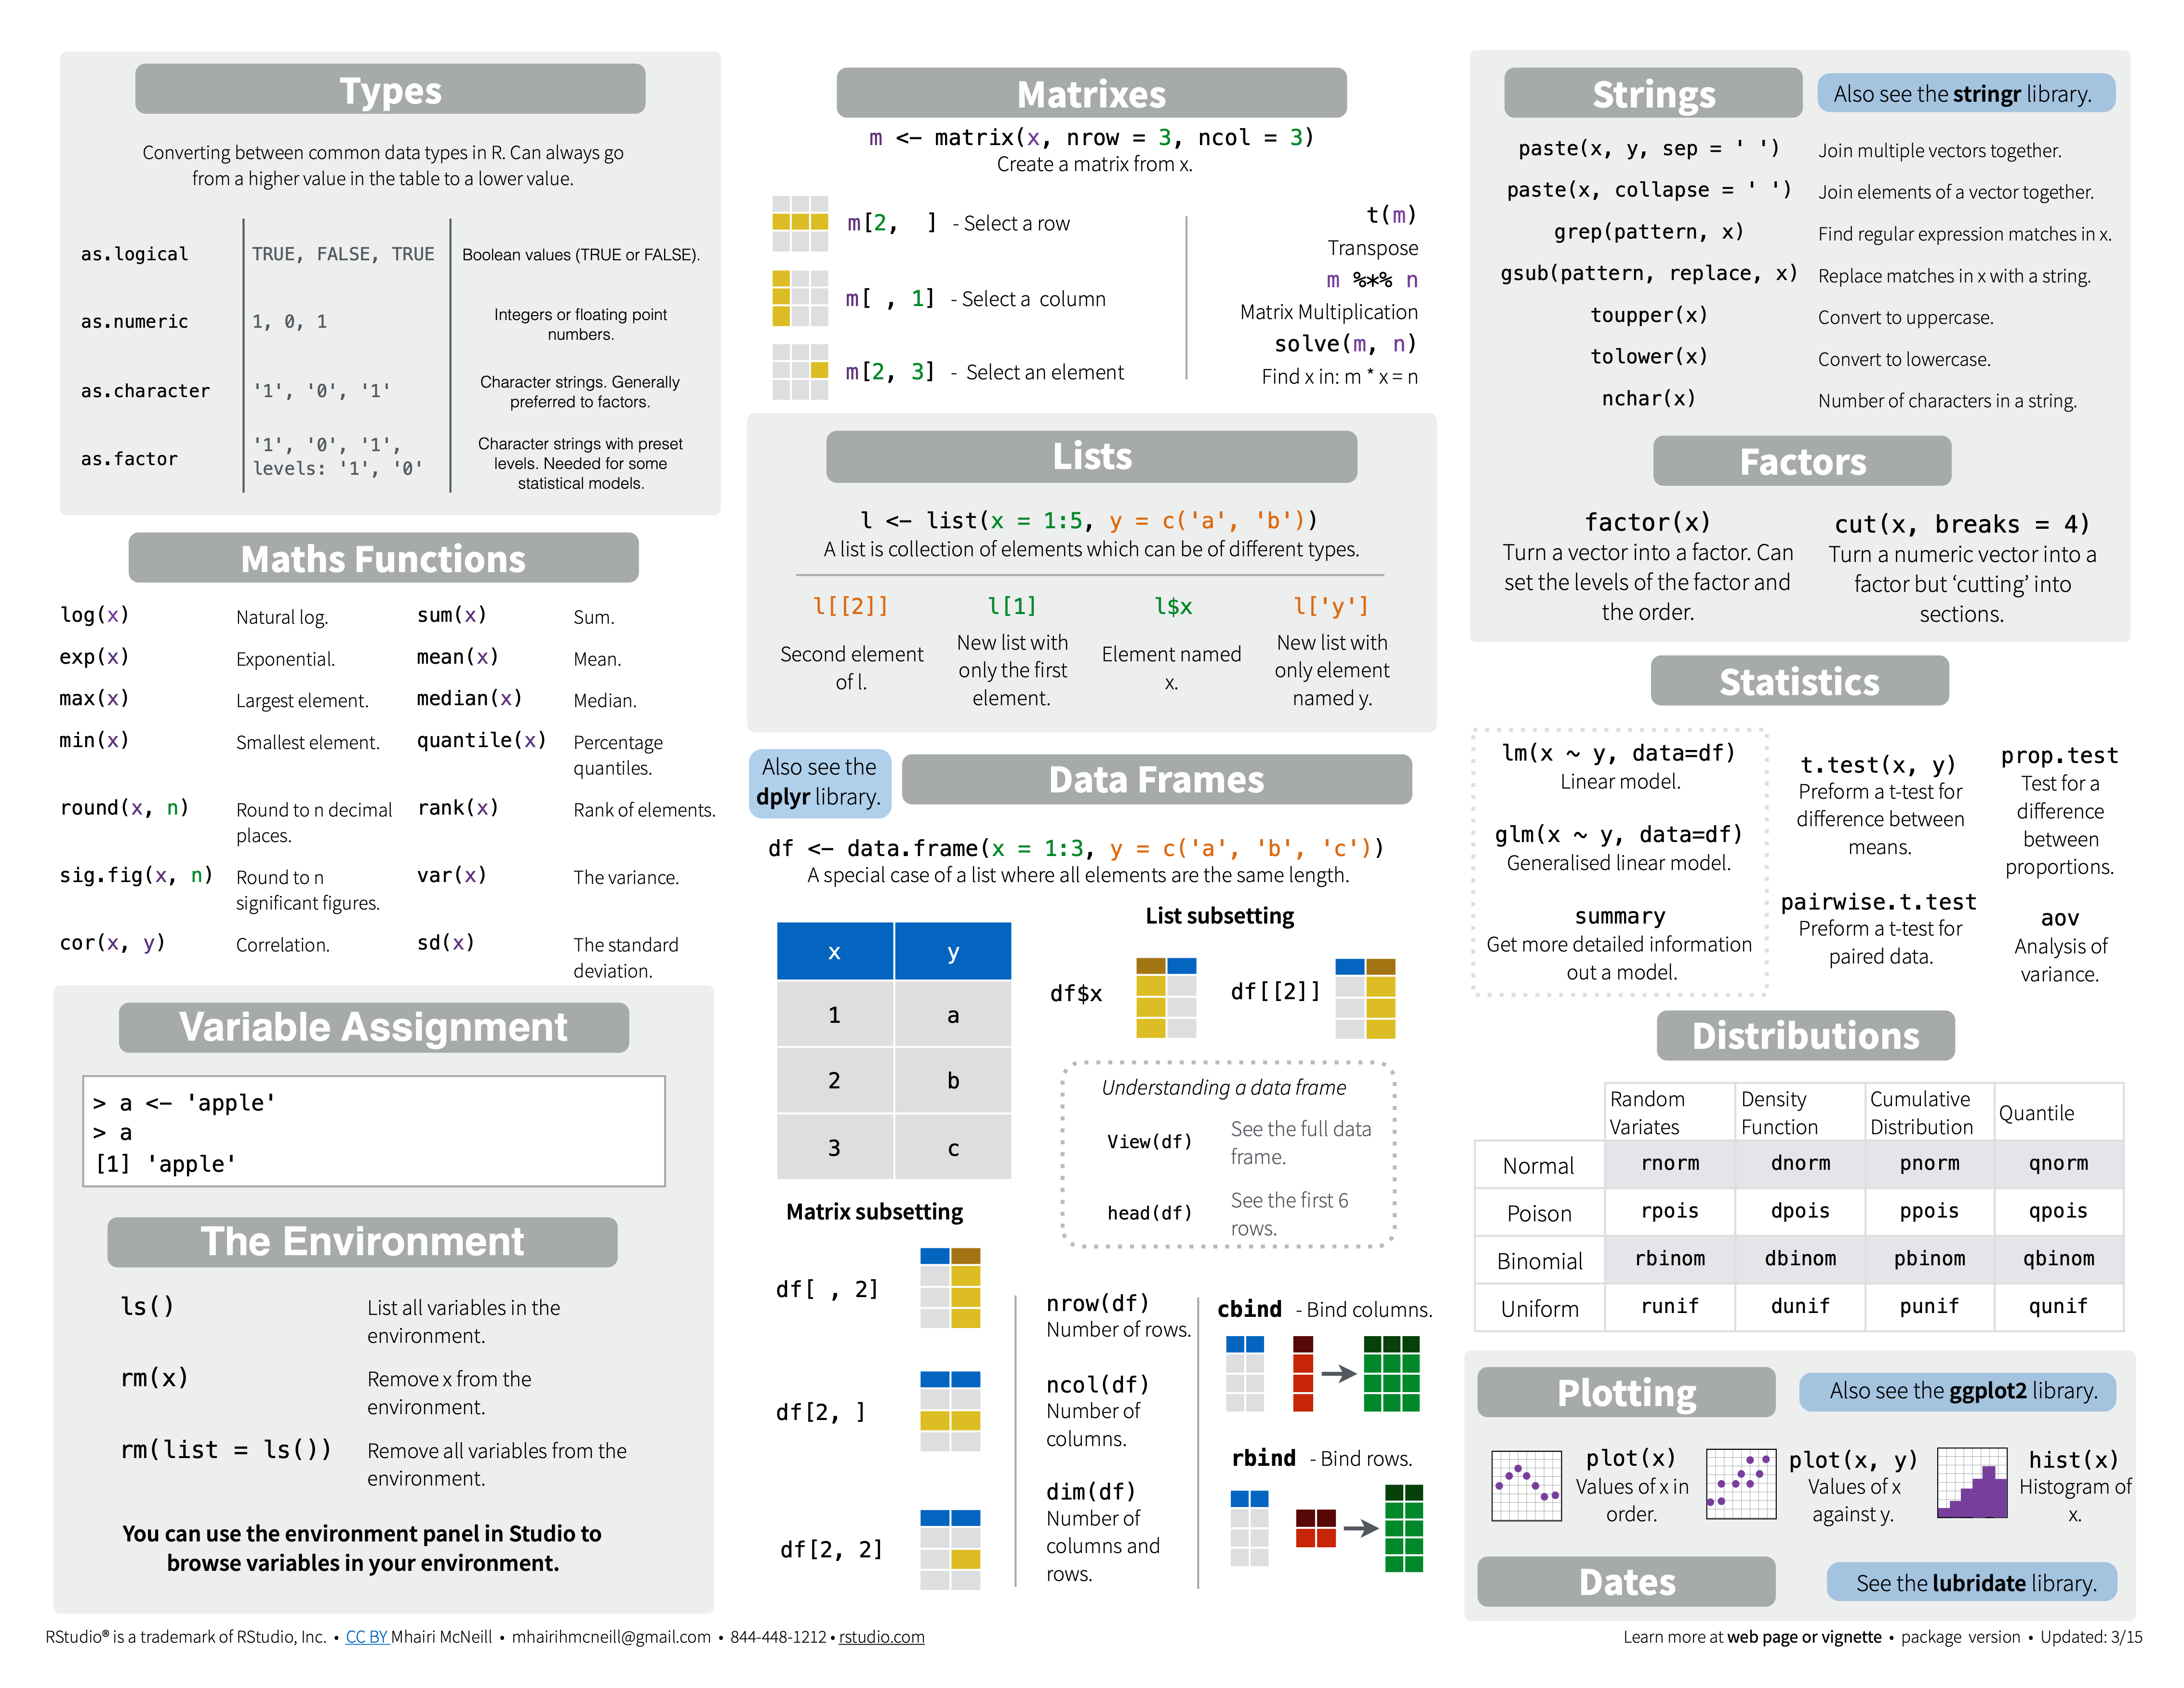 Types
Converting between common data types in R. Can always go
from a higher value in the table to a lower value.
as.logical
TRUE, FALSE, TRUE
Boolean values (TRUE or FALSE).
as.numeric
1, 0, 1
Integers or floating point
numbers.
as.character
'1', '0', '1'
Character strings. Generally
preferred to factors.
as.factor
'1', '0', '1',
levels: '1', '0'
Character strings with preset
levels. Needed for some
statistical models.
Maths Functions
log(x)
Natural log.
sum(x)
Sum.
exp(x)
Exponential.
mean(x)
Mean.
max(x)
Largest element.
median(x)
Median.
min(x)
Smallest element.
quantile(x)
Percentage
quantiles.
round(x, n)
Round to n decimal
places.
rank(x)
Rank of elements.
sig.fig(x, n)
Round to n
significant figures.
var(x)
The variance.
cor(x, y)
Correlation.
sd(x)
The standard
deviation.
Variable Assignment
> a <- 'apple'
> a
[1] 'apple'
The Environment
ls()
List all variables in the
environment.
rm(x)
Remove x from the
environment.
rm(list = ls())
Remove all variables from the
environment.
You can use the environment panel in Studio to
browse variables in your environment.
Matrixes
m <- matrix(x, nrow = 3, ncol = 3)
Create a matrix from x.
m[2, ] - Select a row
m[ , 1] - Select a column
m[2, 3] - Select an element
t(m)
Transpose
m %*% n
Matrix Multiplication
solve(m, n)
Find x in: m * x = n
Lists
l <- list(x = 1:5, y = c('a', 'b'))
A list is collection of elements which can be of different types.
l[[2]]
Second element
of l.
l[1]
New list with
only the first
element.
l$x
Element named
x.
l['y']
New list with
only element
named y.
Also see the
dplyr library.
Data Frames
df <- data.frame(x = 1:3, y = c('a', 'b', 'c'))
A special case of a list where all elements are the same length.
x y
1 a
2 b
3 c
List subsetting
df$x
df[[2]]
Understanding a data frame
View(df)
See the full data
frame.
head(df)
See the first 6
rows.
Matrix subsetting
df[ , 2]
df[2, ]
df[2, 2]
nrow(df)
Number of rows.
ncol(df)
Number of
columns.
dim(df)
Number of
columns and
rows.
cbind - Bind columns.
rbind - Bind rows.
Strings
Also see the stringr library.
paste(x, y, sep = ' ')
Join multiple vectors together.
paste(x, collapse = ' ')
Join elements of a vector together.
grep(pattern, x)
Find regular expression matches in x.
gsub(pattern, replace, x)
Replace matches in x with a string.
toupper(x)
Convert to uppercase.
tolower(x)
Convert to lowercase.
nchar(x)
Number of characters in a string.
Factors
factor(x)
Turn a vector into a factor. Can
set the levels of the factor and
the order.
cut(x, breaks = 4)
Turn a numeric vector into a
factor but ‘cutting’ into
sections.
Statistics
lm(x ~ y, data=df)
Linear model.
glm(x ~ y, data=df)
Generalised linear model.
summary
Get more detailed information
out a model.
t.test(x, y)
Preform a t-test for
difference between
means.
pairwise.t.test
Preform a t-test for
paired data.
prop.test
Test for a
difference
between
proportions.
aov
Analysis of
variance.
Distributions
Random
Variates
Density
Function
Cumulative
Distribution
Quantile
Normal rnorm dnorm pnorm qnorm
Poison rpois dpois ppois qpois
Binomial rbinom dbinom pbinom qbinom
Uniform runif dunif punif qunif
Plotting
Also see the ggplot2 library.
plot(x)
Values of x in
order.
plot(x, y)
Values of x
against y.
hist(x)
Histogram of
x.
Dates
See the lubridate library.
RStudio® is a trademark of RStudio, Inc. • CC BY Mhairi McNeill • mhairihmcneill@gmail.com • 844-448-1212 • rstudio.com
Learn more at web page or vignette • package version • Updated: 3/15